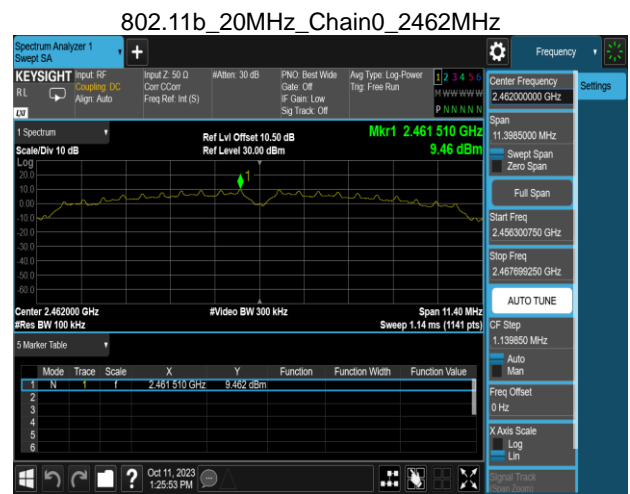 802.11b_20MHz_Chain0_2462MHz
Spectrum Analyzer 1
Swept SA
Frequency
KEYSIGHT
RL
LXI
Input: RF
Coupling: DC
Align: Auto
Input Z: 50 Ω
Corr CCorr
Freq Ref: Int (S)
#Atten: 30 dB
PNO: Best Wide
Gate: Off
IF Gain: Low
Sig Track: Off
Avg Type: Log-Power
Trig: Free Run
1 2 3 4 5 6
M W W W W W
P N N N N N
1 Spectrum
Scale/Div 10 dB
Ref Lvl Offset 10.50 dB
Ref Level 30.00 dBm
Mkr1 2.461 510 GHz
9.46 dBm
Log
20.0
10.0
0.00
-10.0
-20.0
-30.0
-40.0
-50.0
-60.0
1
Center 2.462000 GHz
#Res BW 100 kHz
#Video BW 300 kHz
Span 11.40 MHz
Sweep 1.14 ms (1141 pts)
5 Marker Table
Mode Trace Scale X Y Function Function Width Function Value
1 N 1 f 2.461 510 GHz 9.462 dBm
2
3
4
5
6
Center Frequency
2.462000000 GHz
Settings
Span
11.3985000 MHz
Swept Span
Zero Span
Full Span
Start Freq
2.456300750 GHz
Stop Freq
2.467699250 GHz
AUTO TUNE
CF Step
1.139850 MHz
Auto
Man
Freq Offset
0 Hz
X Axis Scale
Log
Lin
Signal Track
(Span Zoom)
?
Oct 11, 2023
1:25:53 PM